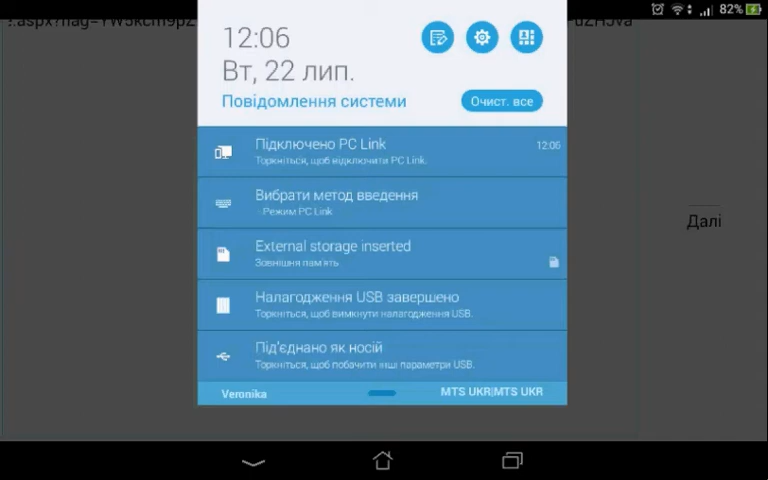 82%
12:06
Вт, 22 лип.
Повідомлення системи
Очист. все
Підключено PC Link
12:06
Торкніться, щоб відключити PC Link.
Вибрати метод введення
Режим PC Link
External storage inserted
Зовнішня пам'ять
Налагодження USB завершено
Торкніться, щоб вимкнути налагодження USB.
Під'єднано як носій
Торкніться, щоб побачити інші параметри USB.
Veronika
MTS UKR|MTS UKR
Далі